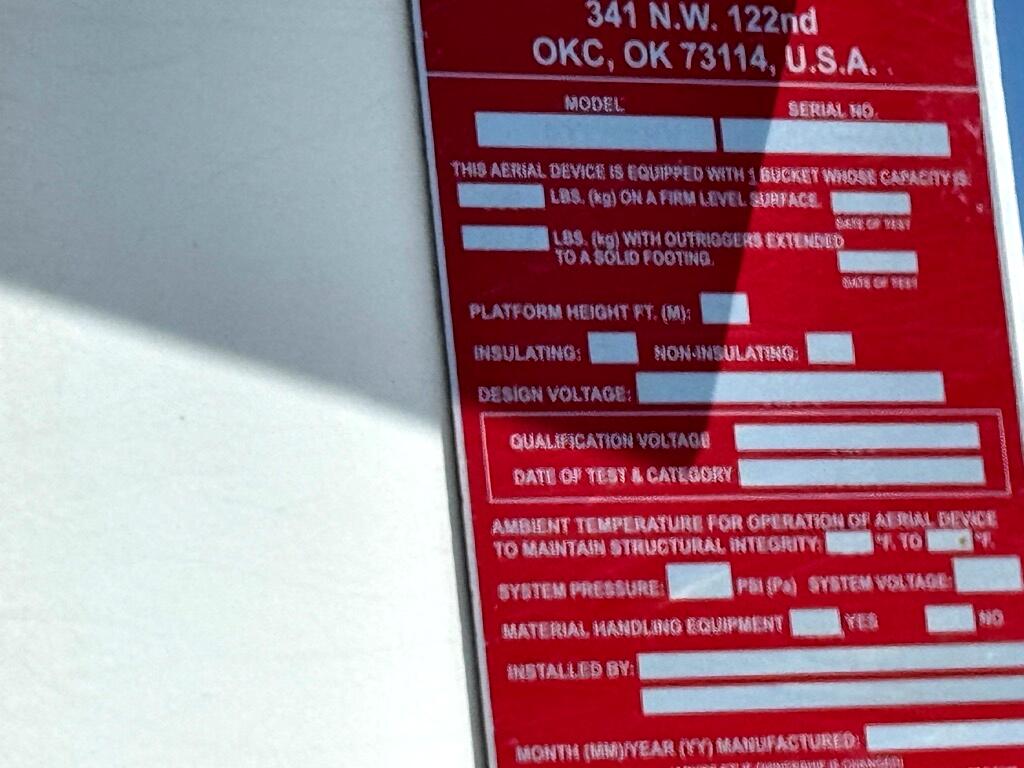 341 N.W. 122nd
OKC, OK 73114, U.S.A.
MODEL SERIAL NO.
THIS AERIAL DEVICE IS EQUIPPED WITH 1 BUCKET WHOSE CAPACITY IS:
LBS. (kg) ON A FIRM LEVEL SURFACE.
DATE OF TEST
LBS. (kg) WITH OUTRIGGERS EXTENDED
TO A SOLID FOOTING.
DATE OF TEST
PLATFORM HEIGHT FT. (M):
INSULATING: NON-INSULATING:
DESIGN VOLTAGE:
QUALIFICATION VOLTAGE
DATE OF TEST & CATEGORY
AMBIENT TEMPERATURE FOR OPERATION OF AERIAL DEVICE
TO MAINTAIN STRUCTURAL INTEGRITY: °F. TO °F.
SYSTEM PRESSURE: PSI (Pa) SYSTEM VOLTAGE:
MATERIAL HANDLING EQUIPMENT YES NO
INSTALLED BY:
MONTH (MM)/YEAR (YY) MANUFACTURED:
OWNERSHIP IS CHANGED)